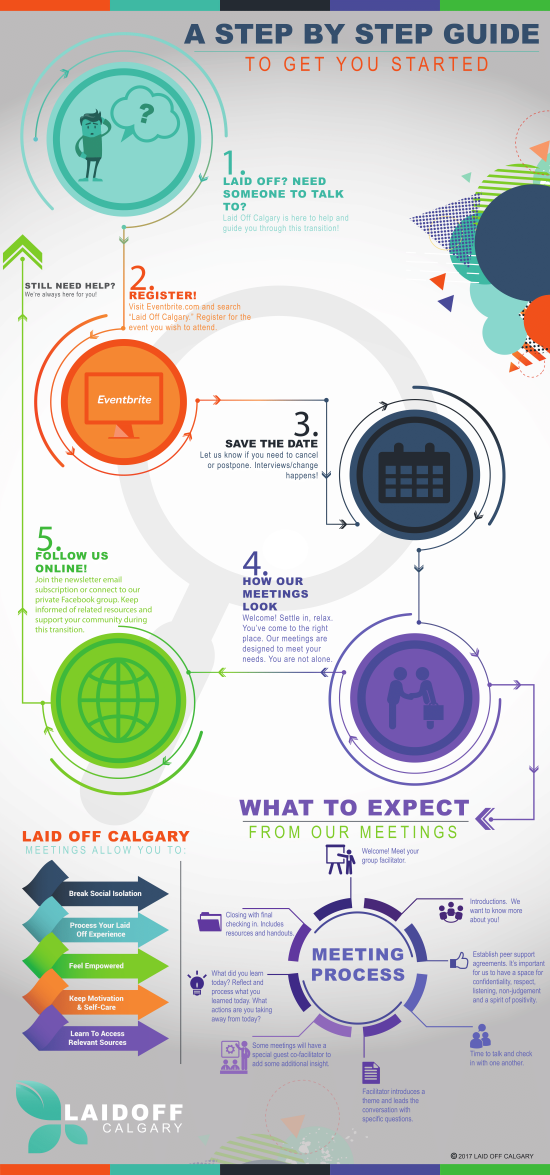 A STEP BY STEP GUIDE
TO GET YOU STARTED
?
1.
LAID OFF? NEED
SOMEONE TO TALK
TO?
Laid Off Calgary is here to help and
guide you through this transition!
STILL NEED HELP?
We're always here for you!
2.
REGISTER!
Visit Eventbrite.com and search
"Laid Off Calgary." Register for the
event you wish to attend.
Eventbrite
3.
SAVE THE DATE
Let us know if you need to cancel
or postpone. Interviews/change
happens!
5.
FOLLOW US
ONLINE!
Join the newsletter email
subscription or connect to our
private Facebook group. Keep
informed of related resources and
support your community during
this transition.
4.
HOW OUR
MEETINGS
LOOK
Welcome! Settle in, relax.
You've come to the right
place. Our meetings are
designed to meet your
needs. You are not alone.
WHAT TO EXPECT
FROM OUR MEETINGS
LAID OFF CALGARY
MEETINGS ALLOW YOU TO:
Break Social Isolation
Process Your Laid
Off Experience
Feel Empowered
Keep Motivation
& Self-Care
Learn To Access
Relevant Sources
MEETING
PROCESS
Welcome! Meet your
group facilitator.
Introductions. We
want to know more
about you!
Establish peer support
agreements. It's important
for us to have a space for
confidentiality, respect,
listening, non-judgement
and a spirit of positivity.
Time to talk and check
in with one another.
Facilitator introduces a
theme and leads the
conversation with
specific questions.
Some meetings will have a
special guest co-facilitator to
add some additional insight.
What did you learn
today? Reflect and
process what you
learned today. What
actions are you taking
away from today?
Closing with final
checking in. Includes
resources and handouts.
LAIDOFF
CALGARY
© 2017 LAID OFF CALGARY